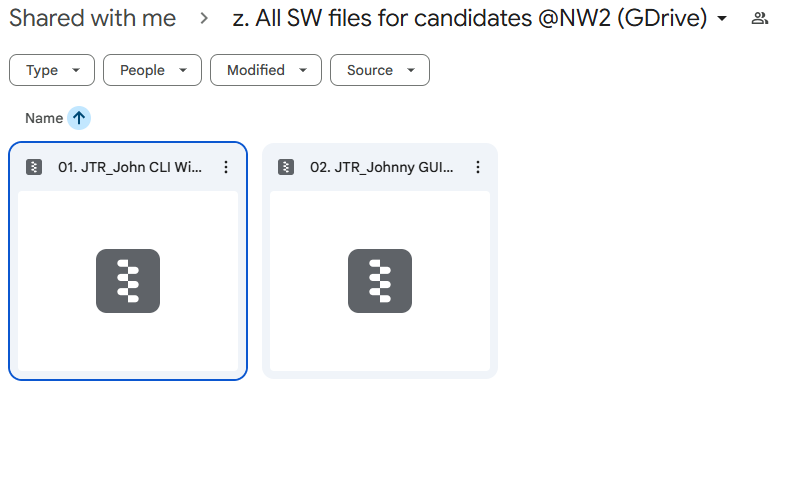 Shared with me > z. All SW files for candidates @NW2 (GDrive)
Type People Modified Source
Name
01. JTR_John CLI Wi... 02. JTR_Johnny GUI...